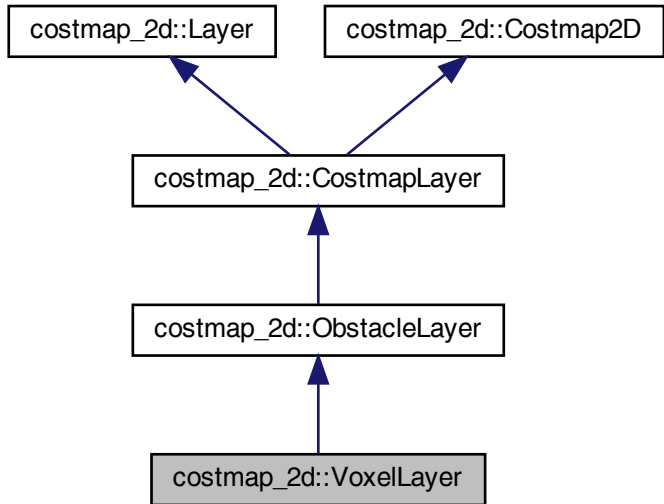 costmap_2d::Layer
costmap_2d::Costmap2D
costmap_2d::CostmapLayer
costmap_2d::ObstacleLayer
costmap_2d::VoxelLayer